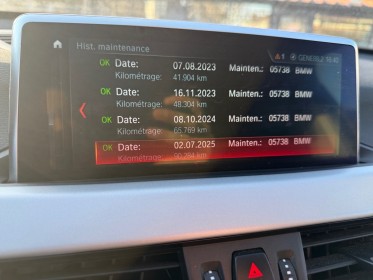 Hist. maintenance
1
OK Date: 07.08.2023 Mainten.: 05738 BMW
Kilométrage: 41.904 km
OK Date: 16.11.2023 Mainten.: 05738 BMW
Kilométrage: 48.304 km
OK Date: 08.10.2024 Mainten.: 05738 BMW
Kilométrage: 65.769 km
OK Date: 02.07.2025 Mainten.: 05738 BMW
Kilométrage: km